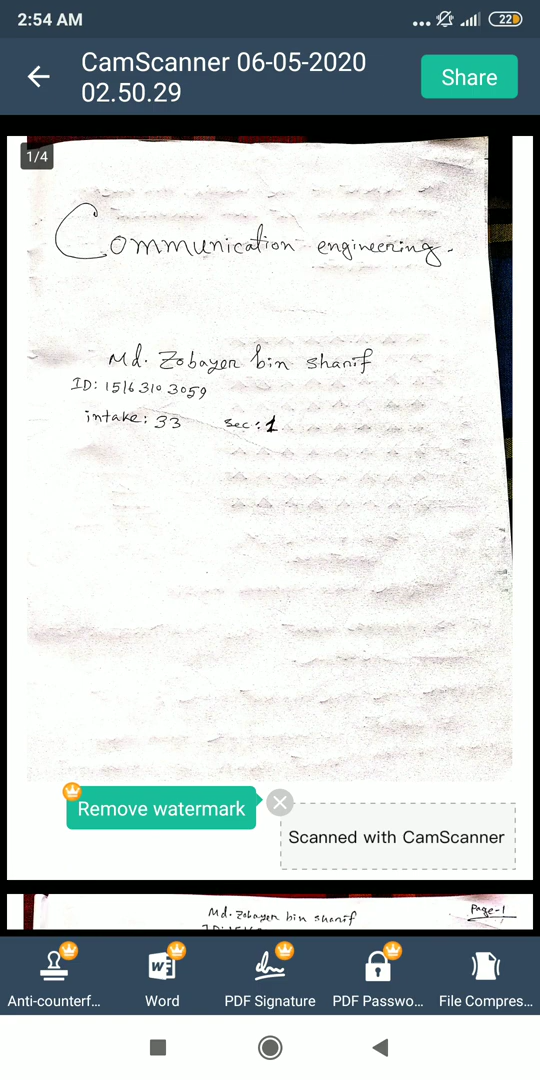 2:54 AM
22
CamScanner 06-05-2020
02.50.29
Share
1/4
Communication engineering.
Md. Zobayer bin sharif
ID: 15163103059
intake: 33 sec: 1
Remove watermark
Scanned with CamScanner
Md. Zobayer bin sharif
Page-1
Anti-counterf...
Word
PDF Signature
PDF Passwo...
File Compres...